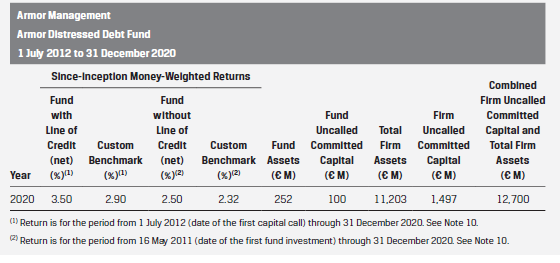 Armor Management
Armor Distressed Debt Fund
1 July 2012 to 31 December 2020
Since-Inception Money-Weighted Returns
Year
Fund with Line of Credit (net) (%)(1)
Custom Benchmark (%)(1)
Fund without Line of Credit (net) (%)(2)
Custom Benchmark (%)(2)
Fund Assets (€ M)
Fund Uncalled Committed Capital (€ M)
Total Firm Assets (€ M)
Firm Uncalled Committed Capital (€ M)
Combined Firm Uncalled Committed Capital and Total Firm Assets (€ M)
2020 3.50 2.90 2.50 2.32 252 100 11,203 1,497 12,700
(1) Return is for the period from 1 July 2012 (date of the first capital call) through 31 December 2020. See Note 10.
(2) Return is for the period from 16 May 2011 (date of the first fund investment) through 31 December 2020. See Note 10.